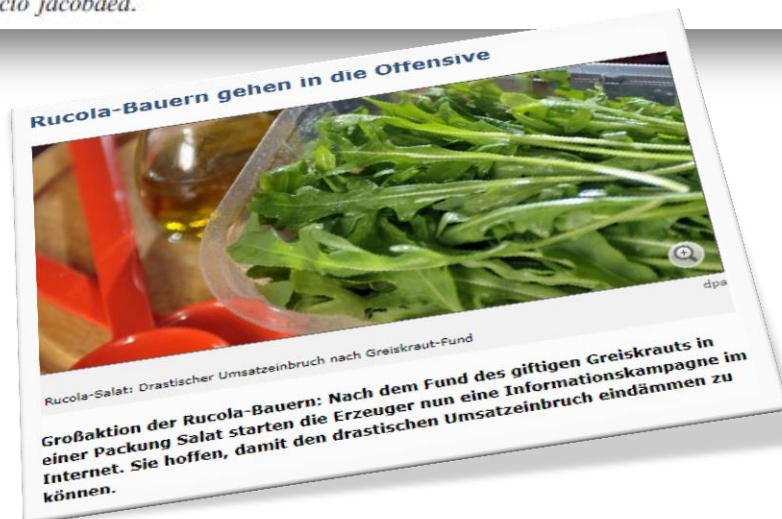 cio jacobaea.
Rucola-Bauern gehen in die Offensive
dpa
Rucola-Salat: Drastischer Umsatzeinbruch nach Greiskraut-Fund
Großaktion der Rucola-Bauern: Nach dem Fund des giftigen Greiskrauts in
einer Packung Salat starten die Erzeuger nun eine Informationskampagne im
Internet. Sie hoffen, damit den drastischen Umsatzeinbruch eindämmen zu
können.